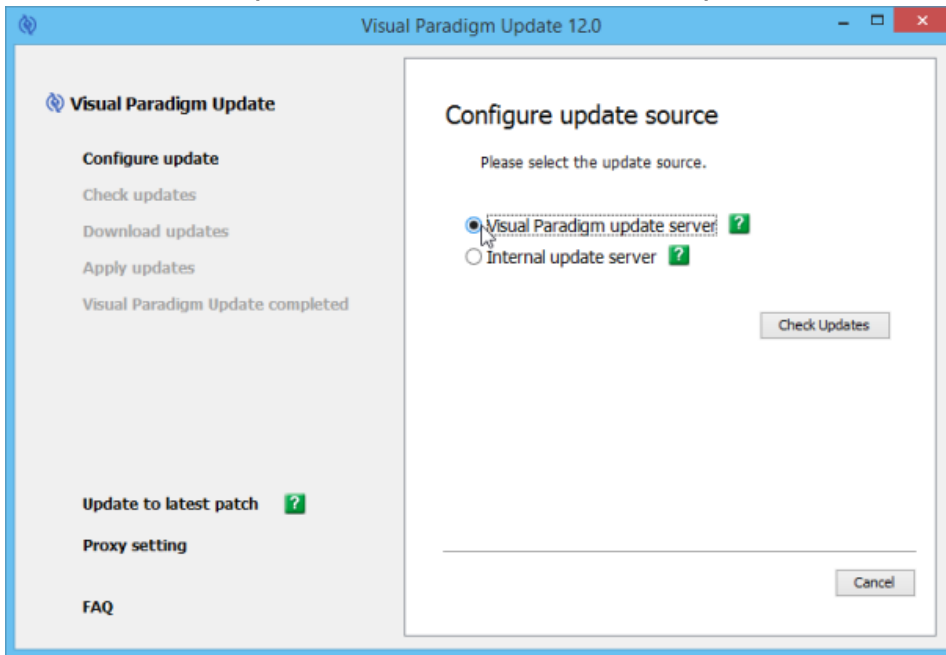 Visual Paradigm Update 12.0
Visual Paradigm Update
Configure update
Check updates
Download updates
Apply updates
Visual Paradigm Update completed
Update to latest patch ?
Proxy setting
FAQ
Configure update source
Please select the update source.
Visual Paradigm update server ?
Internal update server ?
Check Updates
Cancel